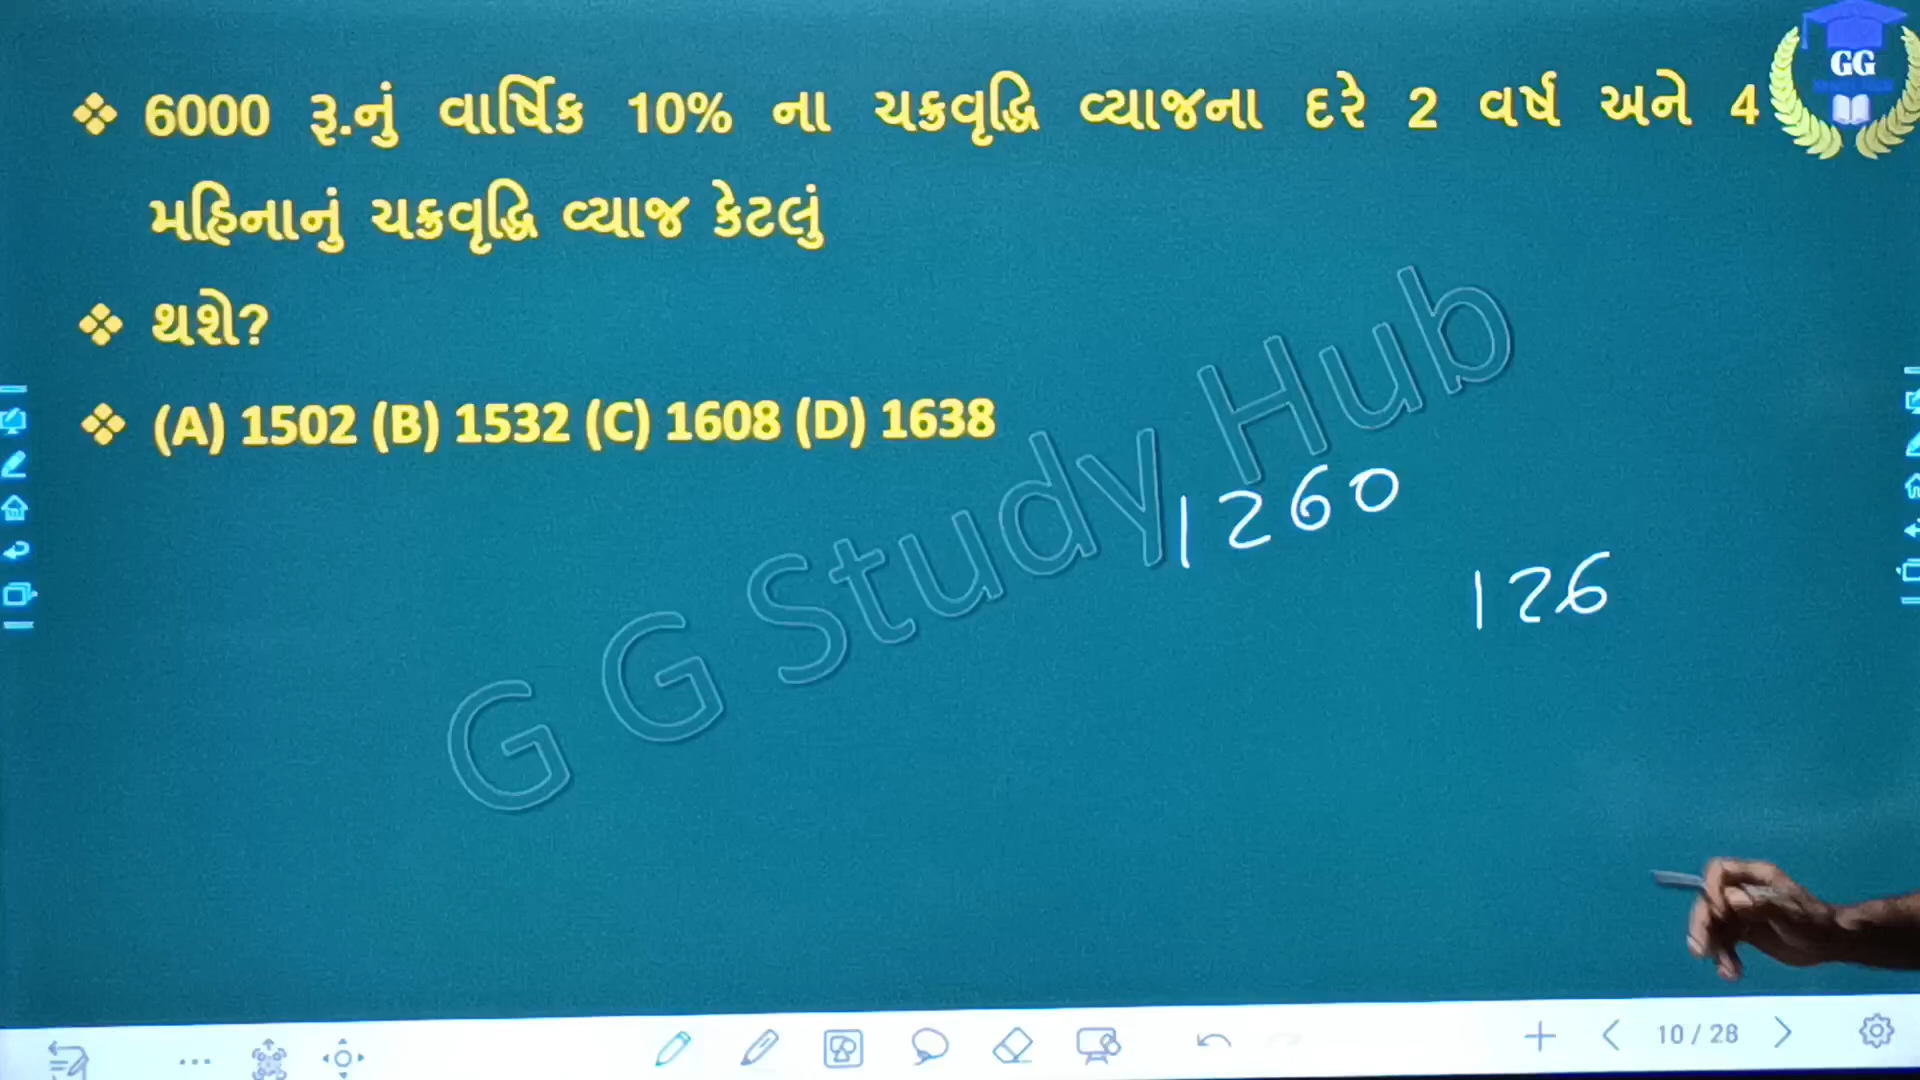 GG
❖ 6000 રૂ.નું વાર્ષિક 10% ના ચક્રવૃદ્ધિ વ્યાજના દરે 2 વર્ષ અને 4
મહિનાનું ચક્રવૃદ્ધિ વ્યાજ કેટલું
❖ થશે?
❖ (A) 1502 (B) 1532 (C) 1608 (D) 1638
G G Study Hub
1260
126
10 / 28